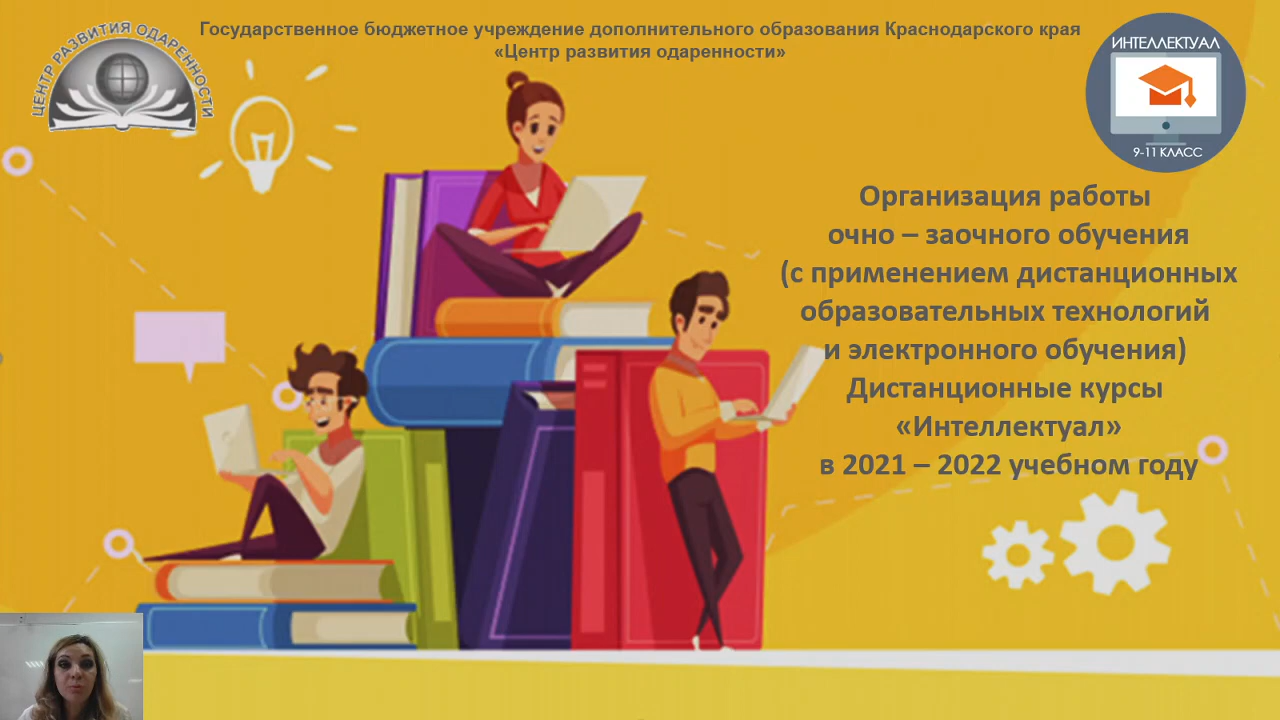 Государственное бюджетное учреждение дополнительного образования Краснодарского края
«Центр развития одаренности»
ЦЕНТР РАЗВИТИЯ ОДАРЕННОСТИ
ИНТЕЛЛЕКТУАЛ
9-11 КЛАСС
Организация работы
очно – заочного обучения
(с применением дистанционных
образовательных технологий
и электронного обучения)
Дистанционные курсы
«Интеллектуал»
в 2021 – 2022 учебном году